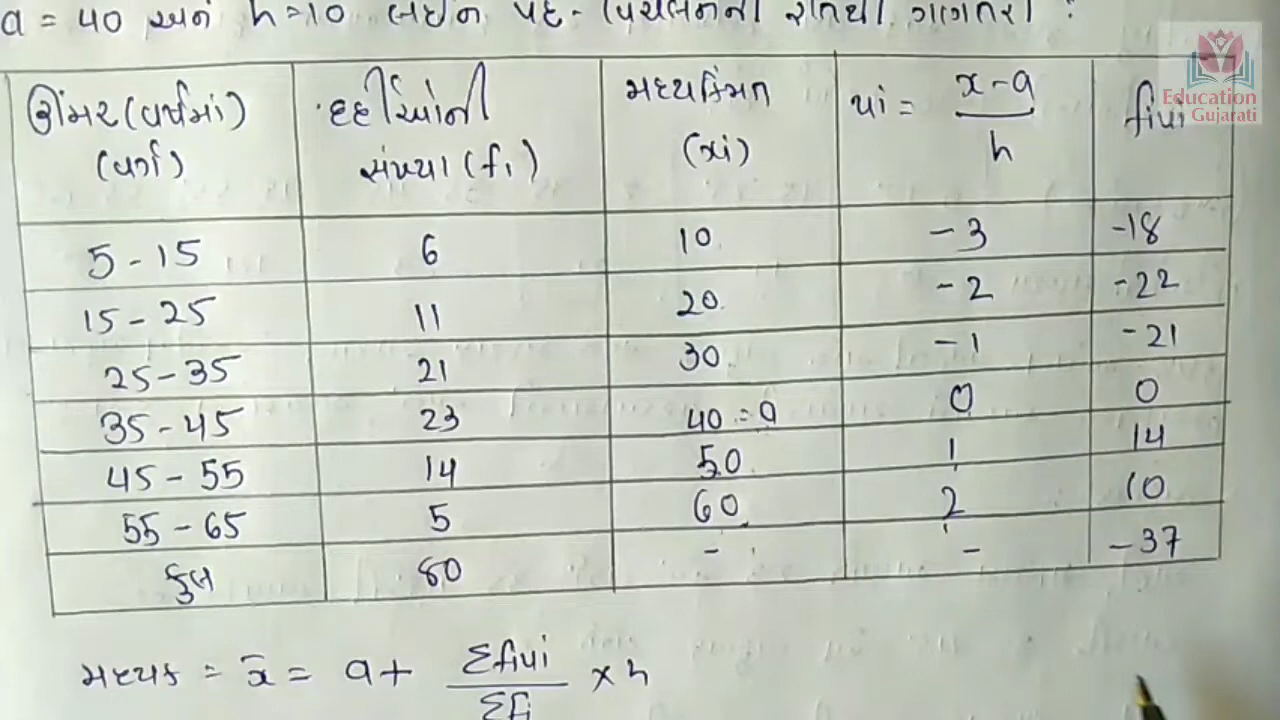 a = 40 અને h = 10 લઈને પદ- વિચલનની રીતથી ગણતરી :
Education
Gujarati
ઉંમર (વર્ષમાં) દર્દીઓની મધ્યકિંમત ui = x-a fiui
(વર્ગ) સંખ્યા (f1) (xi) h
5-15 6 10 -3 -18
15-25 11 20 -2 -22
25-35 21 30 -1 -21
35-45 23 40 = a 0 0
45-55 14 50 1 14
55-65 5 60 2 10
કુલ 80 - - -37
મધ્યક = x̄ = a + Σfiui × h
Σfi